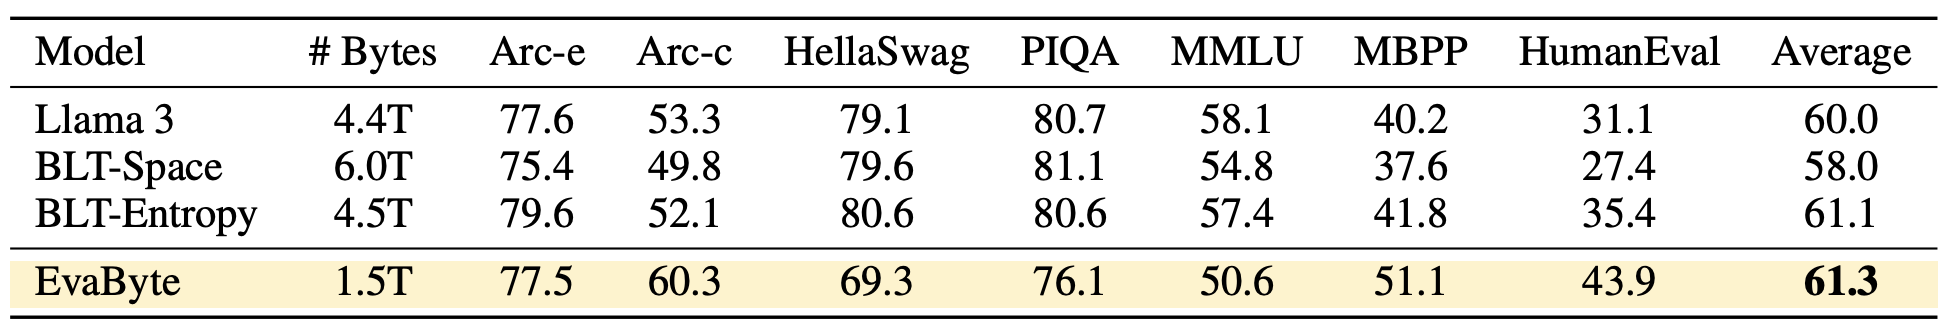 Model # Bytes Arc-e Arc-c HellaSwag PIQA MMLU MBPP HumanEval Average
Llama 3 4.4T 77.6 53.3 79.1 80.7 58.1 40.2 31.1 60.0
BLT-Space 6.0T 75.4 49.8 79.6 81.1 54.8 37.6 27.4 58.0
BLT-Entropy 4.5T 79.6 52.1 80.6 80.6 57.4 41.8 35.4 61.1
EvaByte 1.5T 77.5 60.3 69.3 76.1 50.6 51.1 43.9 61.3